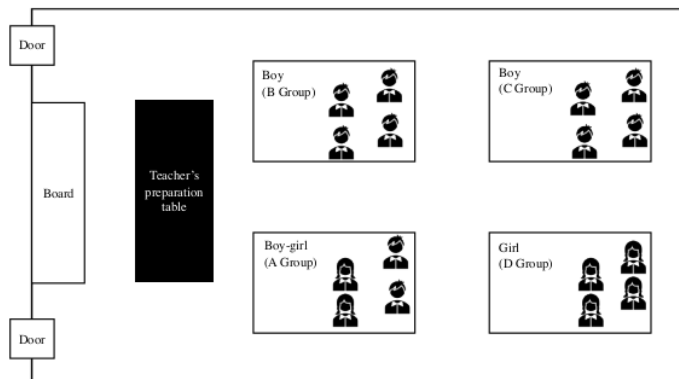 Door
Board
Door
Teacher's
preparation
table
Boy
(B Group)
Boy
(C Group)
Boy-girl
(A Group)
Girl
(D Group)